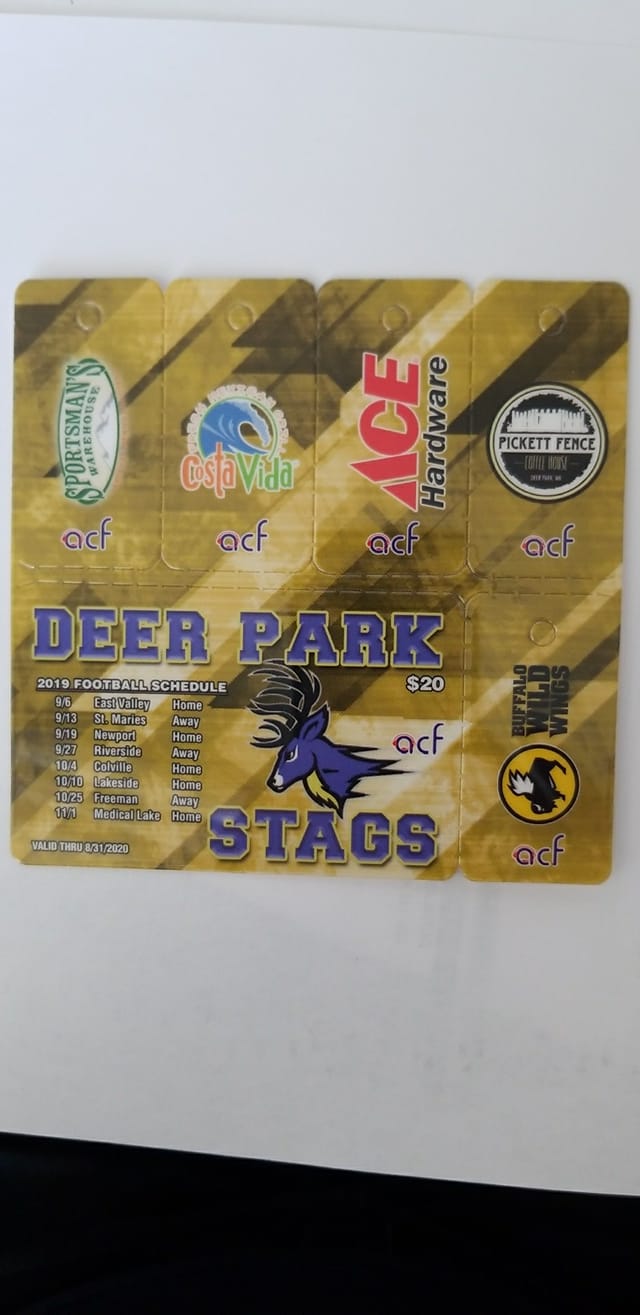 SPORTSMAN'S
WAREHOUSE
acf
Costa Vida
acf
ACE
Hardware
acf
PICKETT FENCE
COFFEE HOUSE
DEER PARK, WA
acf
DEER PARK
$20
2019 FOOTBALL SCHEDULE
9/6 East Valley Home
9/13 St. Maries Away
9/19 Newport Home
9/27 Riverside Away
10/4 Colville Home
10/10 Lakeside Home
10/25 Freeman Away
11/1 Medical Lake Home
acf
STAGS
VALID THRU 8/31/2020
BUFFALO
WILD
WINGS
acf